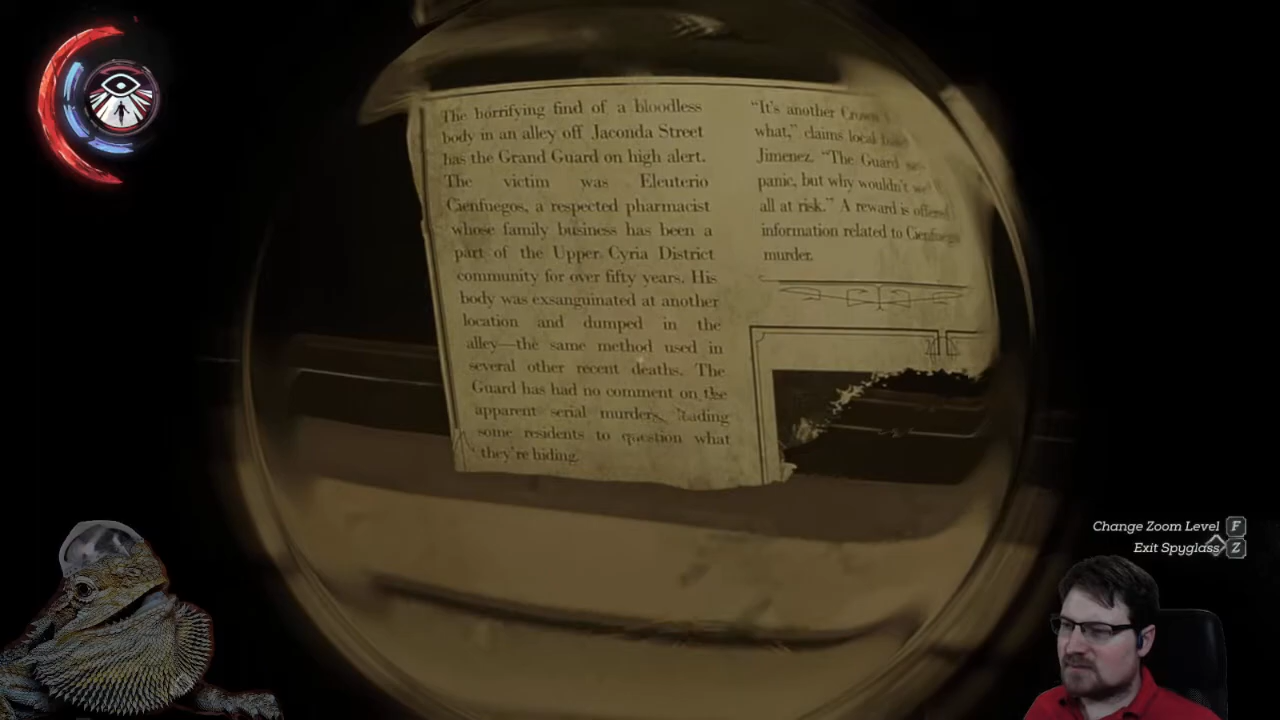 The horrifying find of a bloodless
body in an alley off Jaconda Street
has the Grand Guard on high alert.
The victim was Eleuterio
Cienfuegos, a respected pharmacist
whose family business has been a
part of the Upper Cyria District
community for over fifty years. His
body was exsanguinated at another
location and dumped in the
alley—the same method used in
several other recent deaths. The
Guard has had no comment on the
apparent serial murders, leading
some residents to question what
they're hiding.
"It's another Crown
what," claims local
Jimenez. "The Guard
panic, but why wouldn't we
all at risk." A reward is offered
information related to Cienfuegos
murder.
Change Zoom Level F
Exit Spyglass Z